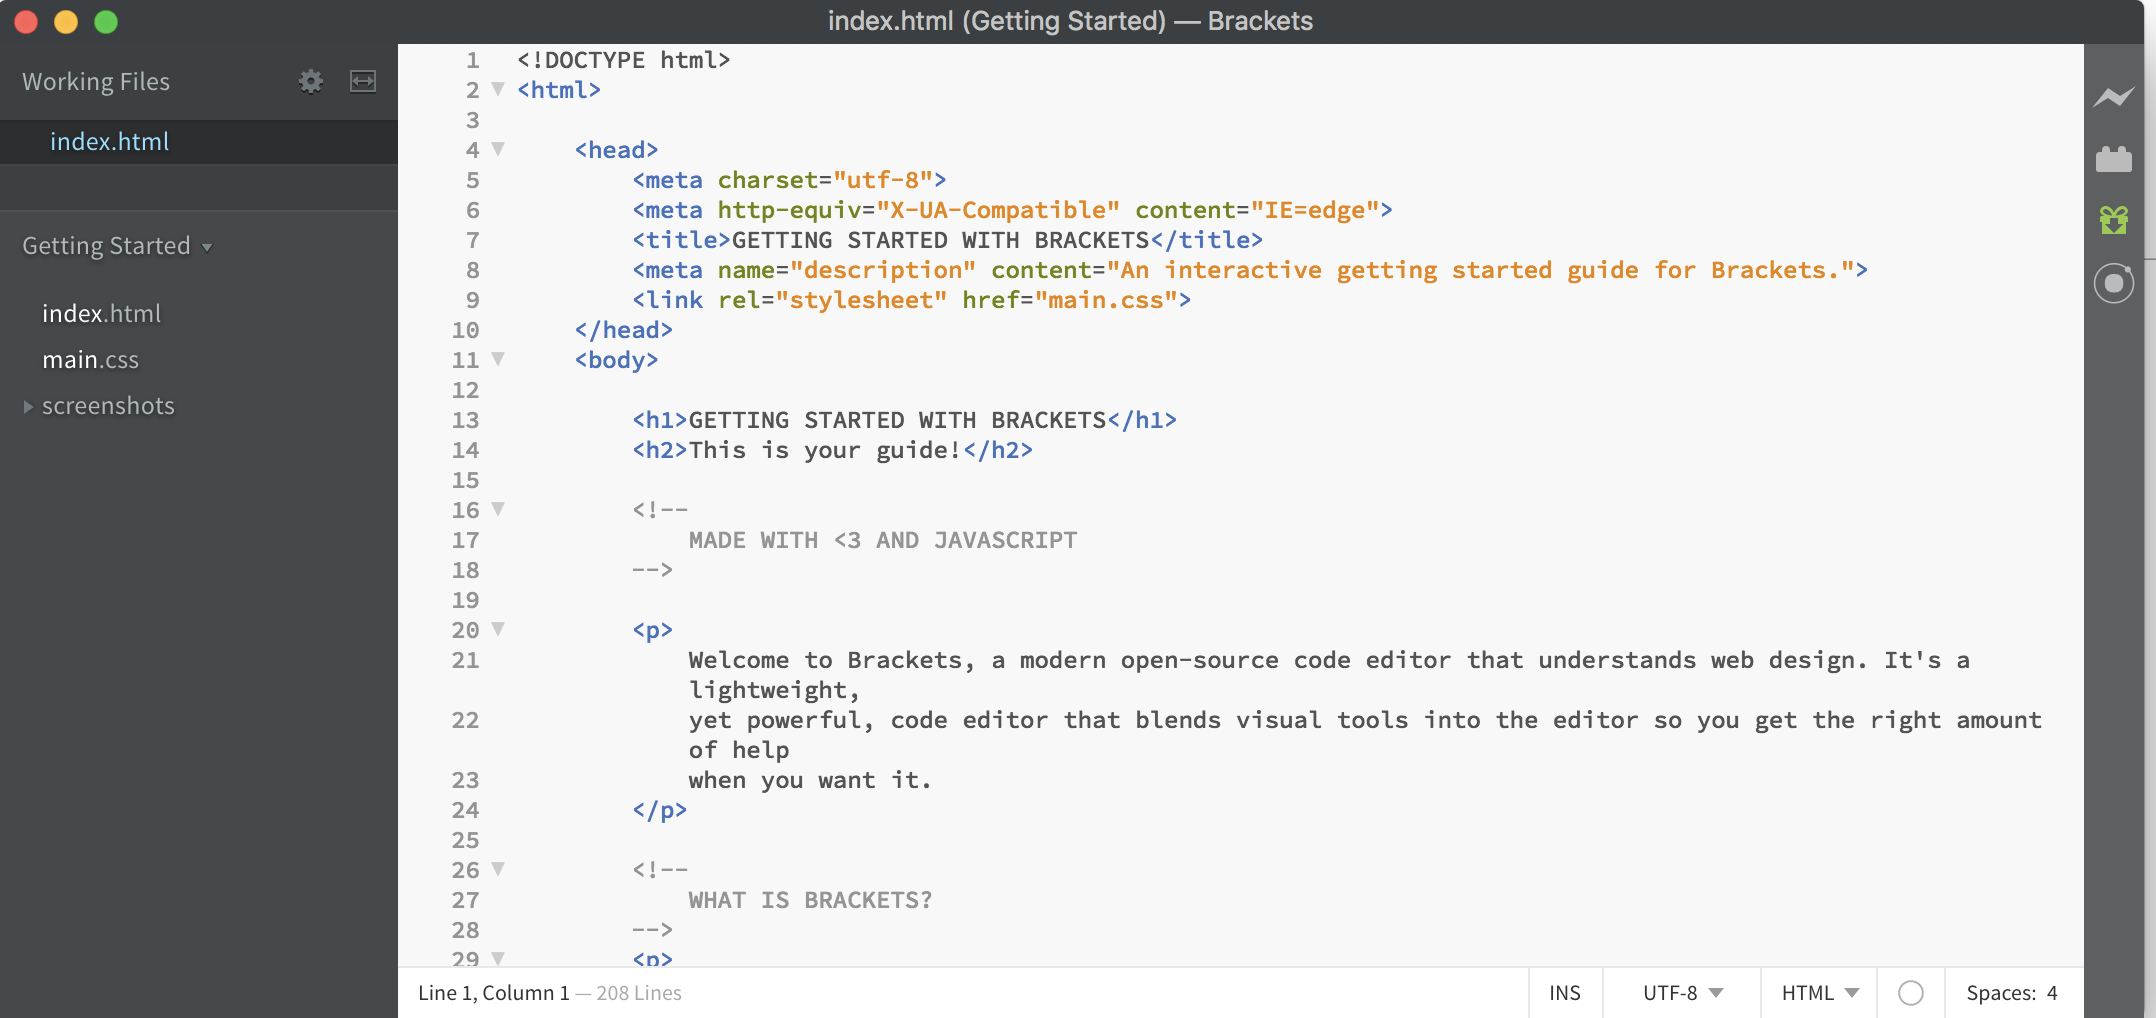 index.html (Getting Started) — Brackets
Working Files
index.html
Getting Started
index.html
main.css
screenshots
1 <!DOCTYPE html>
2 <html>
3
4 <head>
5 <meta charset="utf-8">
6 <meta http-equiv="X-UA-Compatible" content="IE=edge">
7 <title>GETTING STARTED WITH BRACKETS</title>
8 <meta name="description" content="An interactive getting started guide for Brackets.">
9 <link rel="stylesheet" href="main.css">
10 </head>
11 <body>
12
13 <h1>GETTING STARTED WITH BRACKETS</h1>
14 <h2>This is your guide!</h2>
15
16 <!--
17 MADE WITH <3 AND JAVASCRIPT
18 -->
19
20 <p>
21 Welcome to Brackets, a modern open-source code editor that understands web design. It's a
lightweight,
22 yet powerful, code editor that blends visual tools into the editor so you get the right amount
of help
23 when you want it.
24 </p>
25
26 <!--
27 WHAT IS BRACKETS?
28 -->
29 <p>
Line 1, Column 1 — 208 Lines
INS
UTF-8
HTML
Spaces: 4